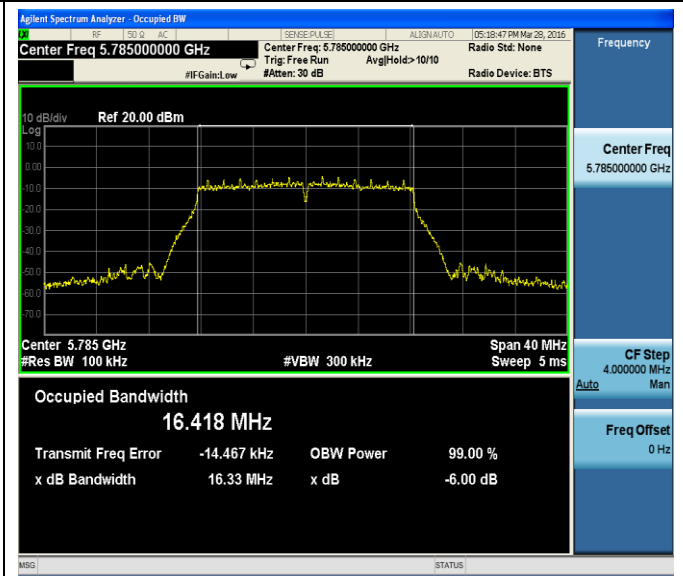 Agilent Spectrum Analyzer - Occupied BW
RF 50 Ω AC SENSE:PULSE ALIGNAUTO 05:18:47 PM Mar 28, 2016
Center Freq 5.785000000 GHz
Center Freq: 5.785000000 GHz
Radio Std: None
Trig: Free Run Avg|Hold:>10/10
#IFGain:Low #Atten: 30 dB Radio Device: BTS
Frequency
10 dB/div Ref 20.00 dBm
Log
10.0
0.00
-10.0
-20.0
-30.0
-40.0
-50.0
-60.0
-70.0
Center Freq
5.785000000 GHz
Center 5.785 GHz Span 40 MHz
#Res BW 100 kHz #VBW 300 kHz Sweep 5 ms
CF Step
4.000000 MHz
Auto Man
Freq Offset
0 Hz
Occupied Bandwidth
16.418 MHz
Transmit Freq Error -14.467 kHz OBW Power 99.00 %
x dB Bandwidth 16.33 MHz x dB -6.00 dB
MSG STATUS